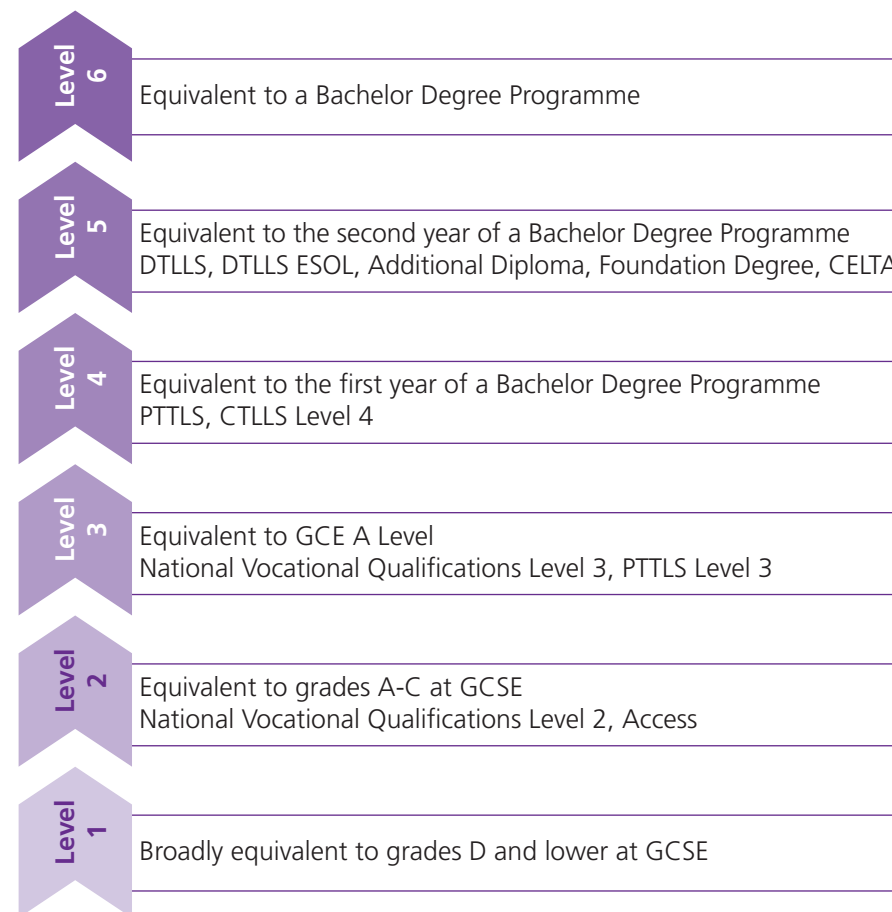 Level 6
Equivalent to a Bachelor Degree Programme
Level 5
Equivalent to the second year of a Bachelor Degree Programme
DTLLS, DTLLS ESOL, Additional Diploma, Foundation Degree, CELTA
Level 4
Equivalent to the first year of a Bachelor Degree Programme
PTTLS, CTLLS Level 4
Level 3
Equivalent to GCE A Level
National Vocational Qualifications Level 3, PTTLS Level 3
Level 2
Equivalent to grades A-C at GCSE
National Vocational Qualifications Level 2, Access
Level 1
Broadly equivalent to grades D and lower at GCSE